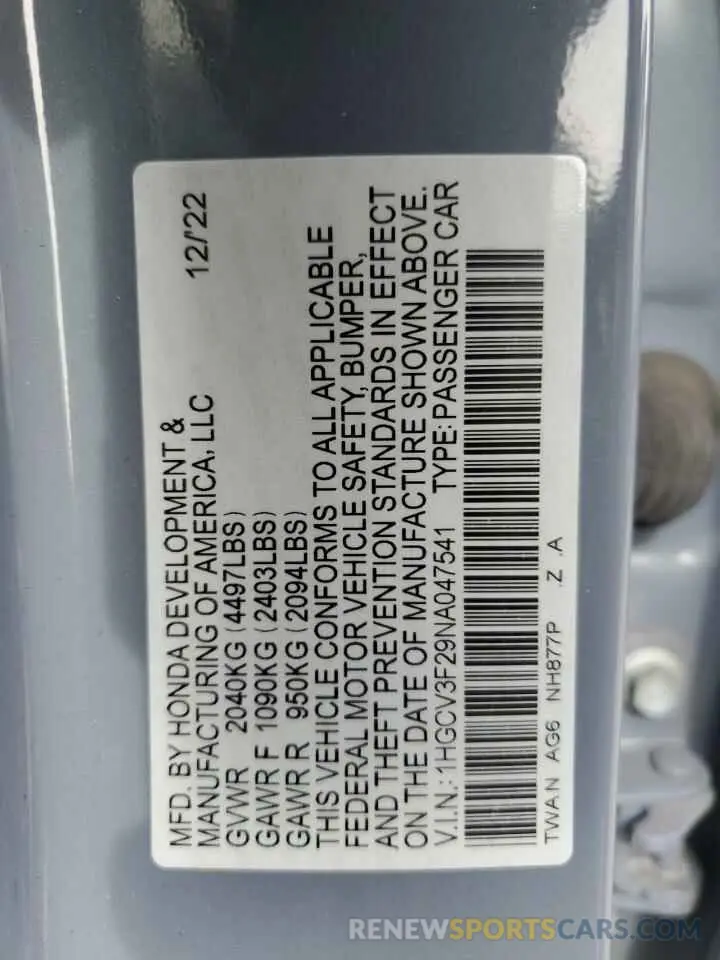 MFD. BY HONDA DEVELOPMENT &
MANUFACTURING OF AMERICA, LLC 12/'22
GVWR 2040KG (4497LBS)
GAWR F 1090KG (2403LBS)
GAWR R 950KG (2094LBS)
THIS VEHICLE CONFORMS TO ALL APPLICABLE
FEDERAL MOTOR VEHICLE SAFETY, BUMPER,
AND THEFT PREVENTION STANDARDS IN EFFECT
ON THE DATE OF MANUFACTURE SHOWN ABOVE.
V.I.N.: 1HGCV3F29NA047541 TYPE: PASSENGER CAR
TWAN AG6 NH877P .Z .A
RENEWSPORTSCARS.COM